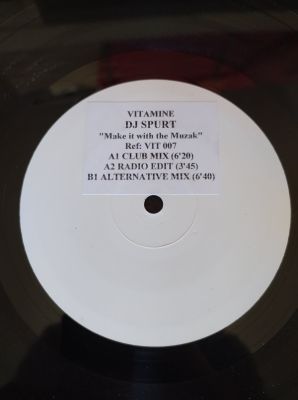 VITAMINE
DJ SPURT
"Make it with the Muzak"
Ref: VIT 007
A1 CLUB MIX (6'20)
A2 RADIO EDIT (3'45)
B1 ALTERNATIVE MIX (6'40)